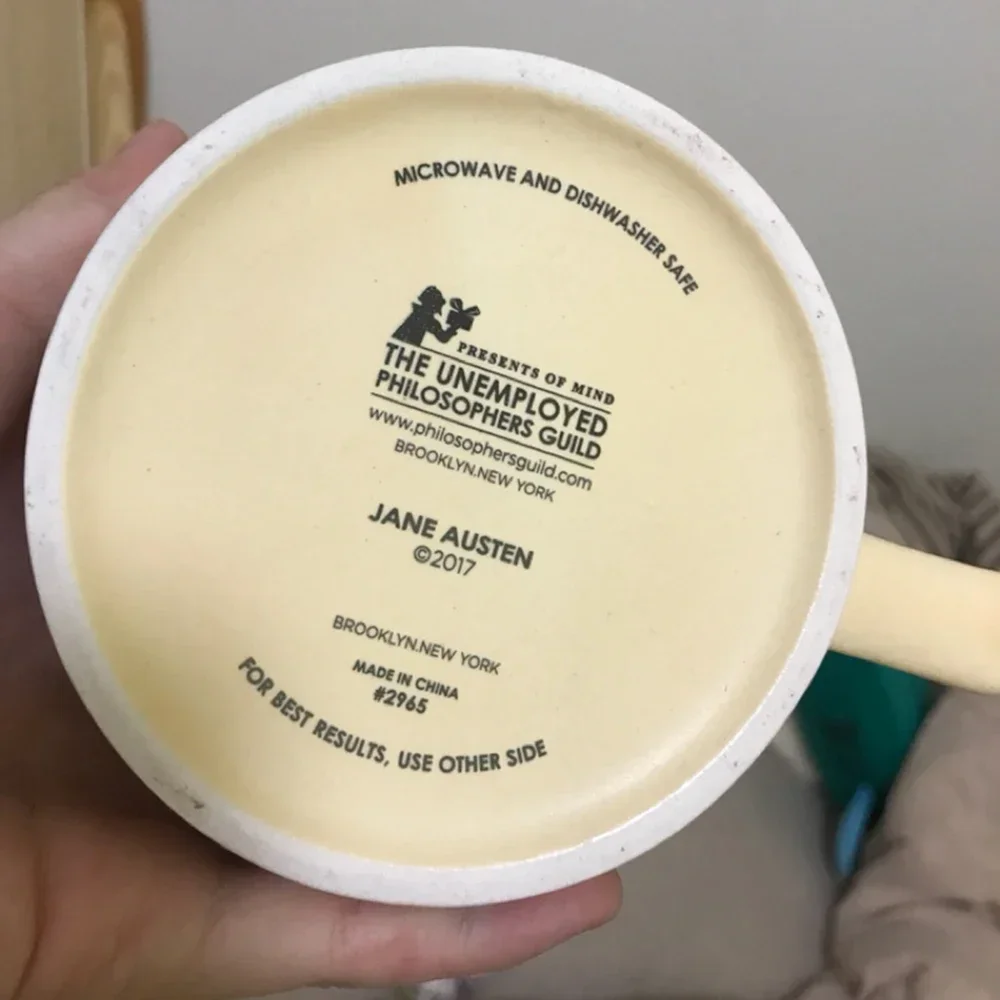 MICROWAVE AND DISHWASHER SAFE
PRESENTS OF MIND
THE UNEMPLOYED
PHILOSOPHERS GUILD
www.philosophersguild.com
BROOKLYN.NEW YORK
JANE AUSTEN
©2017
BROOKLYN.NEW YORK
MADE IN CHINA
#2965
FOR BEST RESULTS, USE OTHER SIDE